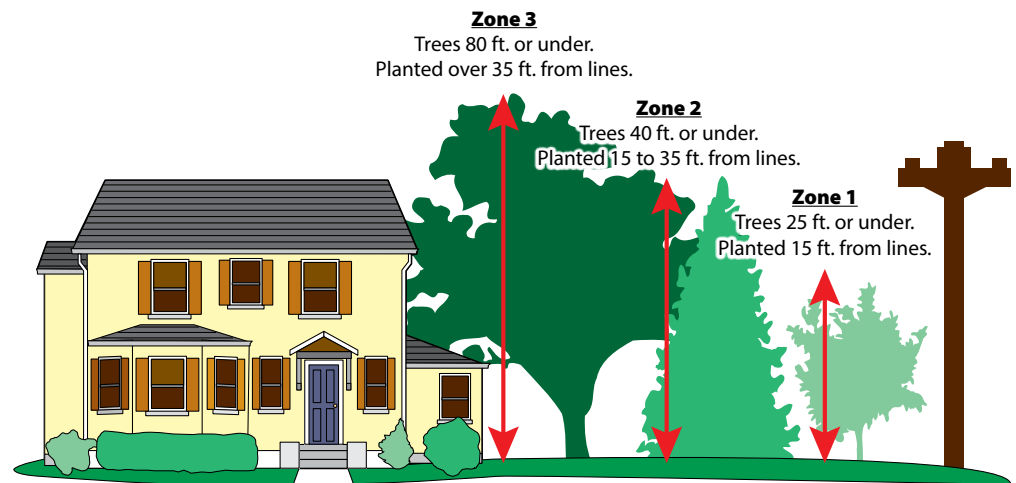 Zone 3
Trees 80 ft. or under.
Planted over 35 ft. from lines.
Zone 2
Trees 40 ft. or under.
Planted 15 to 35 ft. from lines.
Zone 1
Trees 25 ft. or under.
Planted 15 ft. from lines.